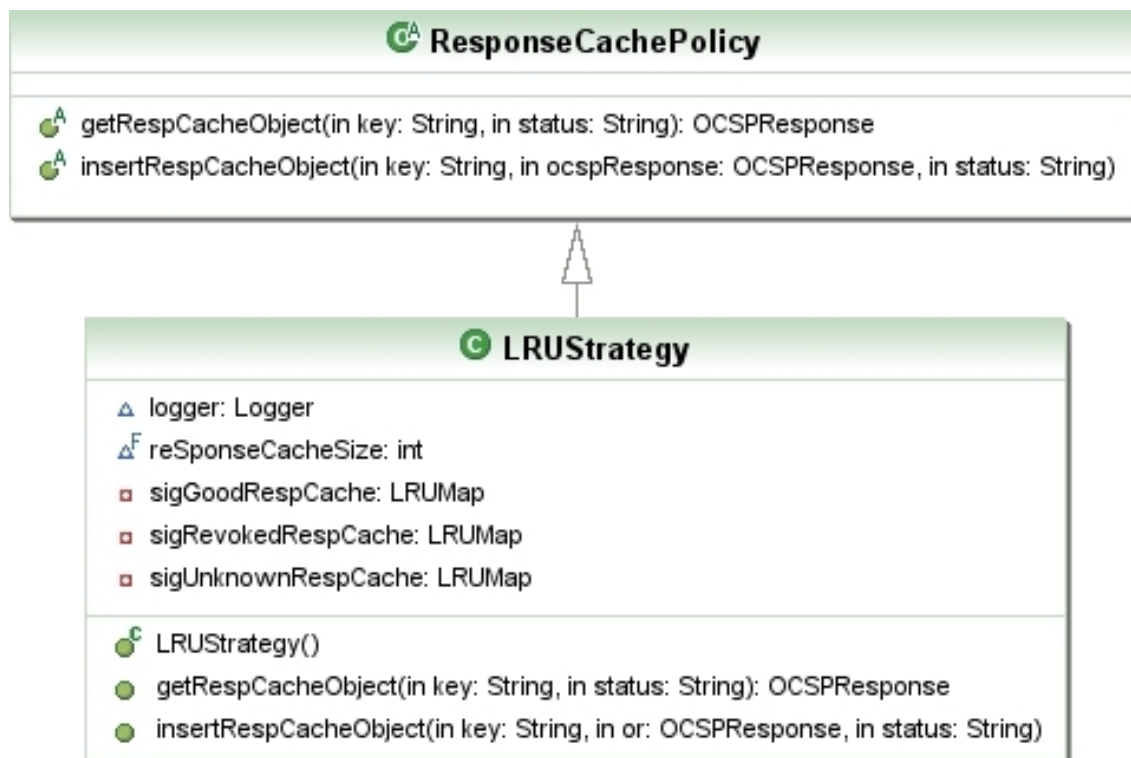 ResponseCachePolicy
getRespCacheObject(in key: String, in status: String): OCSPResponse
insertRespCacheObject(in key: String, in ocspResponse: OCSPResponse, in status: String)
C LRUStrategy
logger: Logger
F reSponseCacheSize: int
sigGoodRespCache: LRUMap
sigRevokedRespCache: LRUMap
sigUnknownRespCache: LRUMap
C LRUStrategy()
getRespCacheObject(in key: String, in status: String): OCSPResponse
insertRespCacheObject(in key: String, in or: OCSPResponse, in status: String)